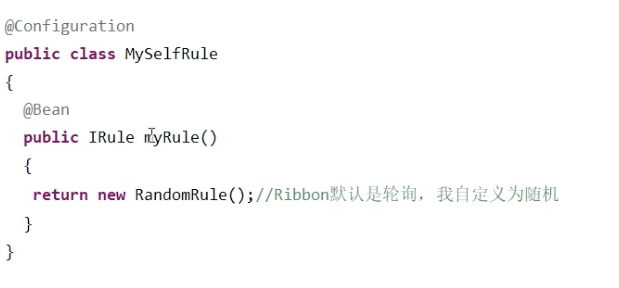 @Configuration
public class MySelfRule
{
@Bean
public IRule myRule()
{
return new RandomRule();//Ribbon默认是轮询，我自定义为随机
}
}